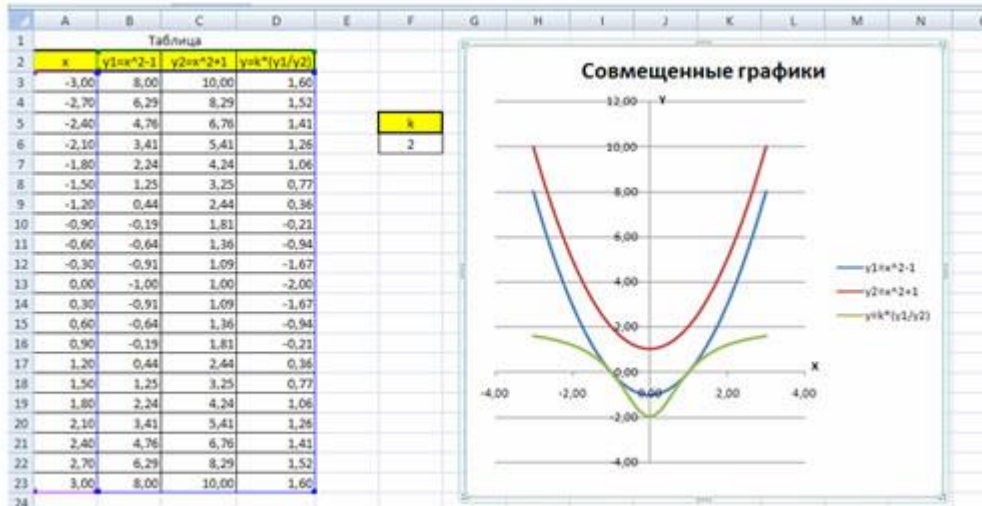 A B C D E F G H I J K L M N
1 Таблица
2 x y1=x^2-1 y2=x^2+1 y=k*(y1/y2)
3 -3,00 8,00 10,00 1,60
4 -2,70 6,29 8,29 1,52
5 -2,40 4,76 6,76 1,41 k
6 -2,10 3,41 5,41 1,26 2
7 -1,80 2,24 4,24 1,06
8 -1,50 1,25 3,25 0,77
9 -1,20 0,44 2,44 0,36
10 -0,90 -0,19 1,81 -0,21
11 -0,60 -0,64 1,36 -0,94
12 -0,30 -0,91 1,09 -1,67
13 0,00 -1,00 1,00 -2,00
14 0,30 -0,91 1,09 -1,67
15 0,60 -0,64 1,36 -0,94
16 0,90 -0,19 1,81 -0,21
17 1,20 0,44 2,44 0,36
18 1,50 1,25 3,25 0,77
19 1,80 2,24 4,24 1,06
20 2,10 3,41 5,41 1,26
21 2,40 4,76 6,76 1,41
22 2,70 6,29 8,29 1,52
23 3,00 8,00 10,00 1,60
24
Совмещенные графики
12,00 Y
10,00
8,00
6,00
4,00
2,00
0,00 X
-4,00 -2,00 0,00 2,00 4,00
-2,00
-4,00
y1=x^2-1
y2=x^2+1
y=k*(y1/y2)